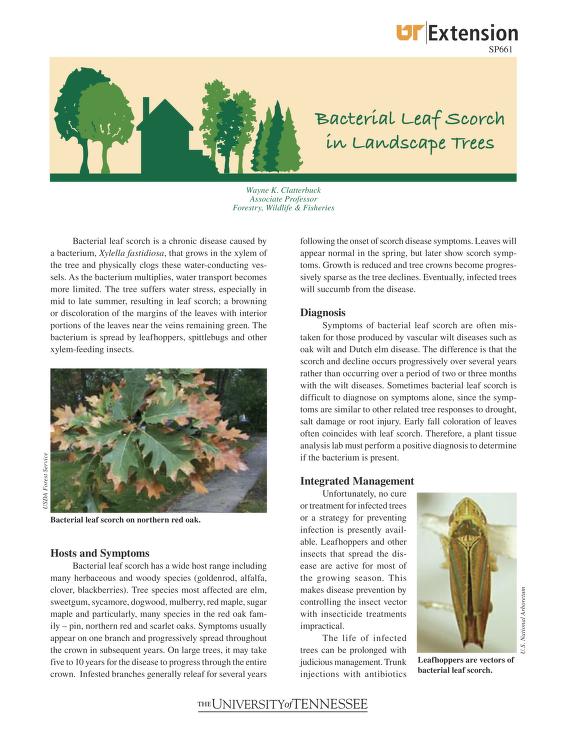 UT Extension
SP661
Bacterial Leaf Scorch
in Landscape Trees
Wayne K. Clatterbuck
Associate Professor
Forestry, Wildlife & Fisheries
Bacterial leaf scorch is a chronic disease caused by
a bacterium, Xylella fastidiosa, that grows in the xylem of
the tree and physically clogs these water-conducting ves-
sels. As the bacterium multiplies, water transport becomes
more limited. The tree suffers water stress, especially in
mid to late summer, resulting in leaf scorch; a browning
or discoloration of the margins of the leaves with interior
portions of the leaves near the veins remaining green. The
bacterium is spread by leafhoppers, spittlebugs and other
xylem-feeding insects.
USDA Forest Service
Bacterial leaf scorch on northern red oak.
Hosts and Symptoms
Bacterial leaf scorch has a wide host range including
many herbaceous and woody species (goldenrod, alfalfa,
clover, blackberries). Tree species most affected are elm,
sweetgum, sycamore, dogwood, mulberry, red maple, sugar
maple and particularly, many species in the red oak fam-
ily – pin, northern red and scarlet oaks. Symptoms usually
appear on one branch and progressively spread throughout
the crown in subsequent years. On large trees, it may take
five to 10 years for the disease to progress through the entire
crown. Infested branches generally releaf for several years
following the onset of scorch disease symptoms. Leaves will
appear normal in the spring, but later show scorch symp-
toms. Growth is reduced and tree crowns become progres-
sively sparse as the tree declines. Eventually, infected trees
will succumb from the disease.
Diagnosis
Symptoms of bacterial leaf scorch are often mis-
taken for those produced by vascular wilt diseases such as
oak wilt and Dutch elm disease. The difference is that the
scorch and decline occurs progressively over several years
rather than occurring over a period of two or three months
with the wilt diseases. Sometimes bacterial leaf scorch is
difficult to diagnose on symptoms alone, since the symp-
toms are similar to other related tree responses to drought,
salt damage or root injury. Early fall coloration of leaves
often coincides with leaf scorch. Therefore, a plant tissue
analysis lab must perform a positive diagnosis to determine
if the bacterium is present.
Integrated Management
Unfortunately, no cure
or treatment for infected trees
or a strategy for preventing
infection is presently avail-
able. Leafhoppers and other
insects that spread the dis-
ease are active for most of
the growing season. This
makes disease prevention by
controlling the insect vector
with insecticide treatments
impractical.
The life of infected
trees can be prolonged with
judicious management. Trunk
injections with antibiotics
U.S. National Arboretum
Leafhoppers are vectors of
bacterial leaf scorch.
THE UNIVERSITY of TENNESSEE